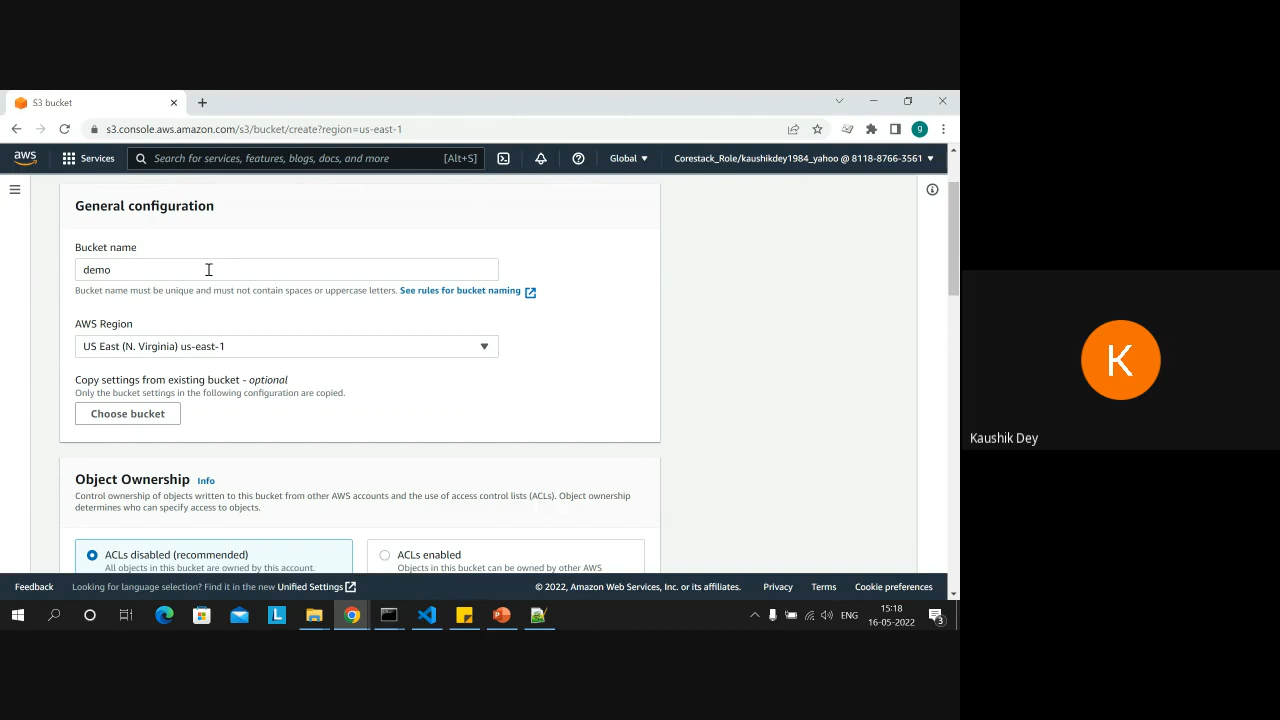 S3 bucket
s3.console.aws.amazon.com/s3/bucket/create?region=us-east-1
g
aws
Services
Search for services, features, blogs, docs, and more
[Alt+S]
Global
Corestack_Role/kaushikdey1984_yahoo @ 8118-8766-3561
General configuration
Bucket name
demo
Bucket name must be unique and must not contain spaces or uppercase letters. See rules for bucket naming
AWS Region
US East (N. Virginia) us-east-1
Copy settings from existing bucket - optional
Only the bucket settings in the following configuration are copied.
Choose bucket
Object Ownership Info
Control ownership of objects written to this bucket from other AWS accounts and the use of access control lists (ACLs). Object ownership
determines who can specify access to objects.
ACLs disabled (recommended)
All objects in this bucket are owned by this account.
ACLs enabled
Objects in this bucket can be owned by other AWS
Feedback
Looking for language selection? Find it in the new Unified Settings
© 2022, Amazon Web Services, Inc. or its affiliates.
Privacy
Terms
Cookie preferences
L
ENG
15:18
16-05-2022
3
K
Kaushik Dey